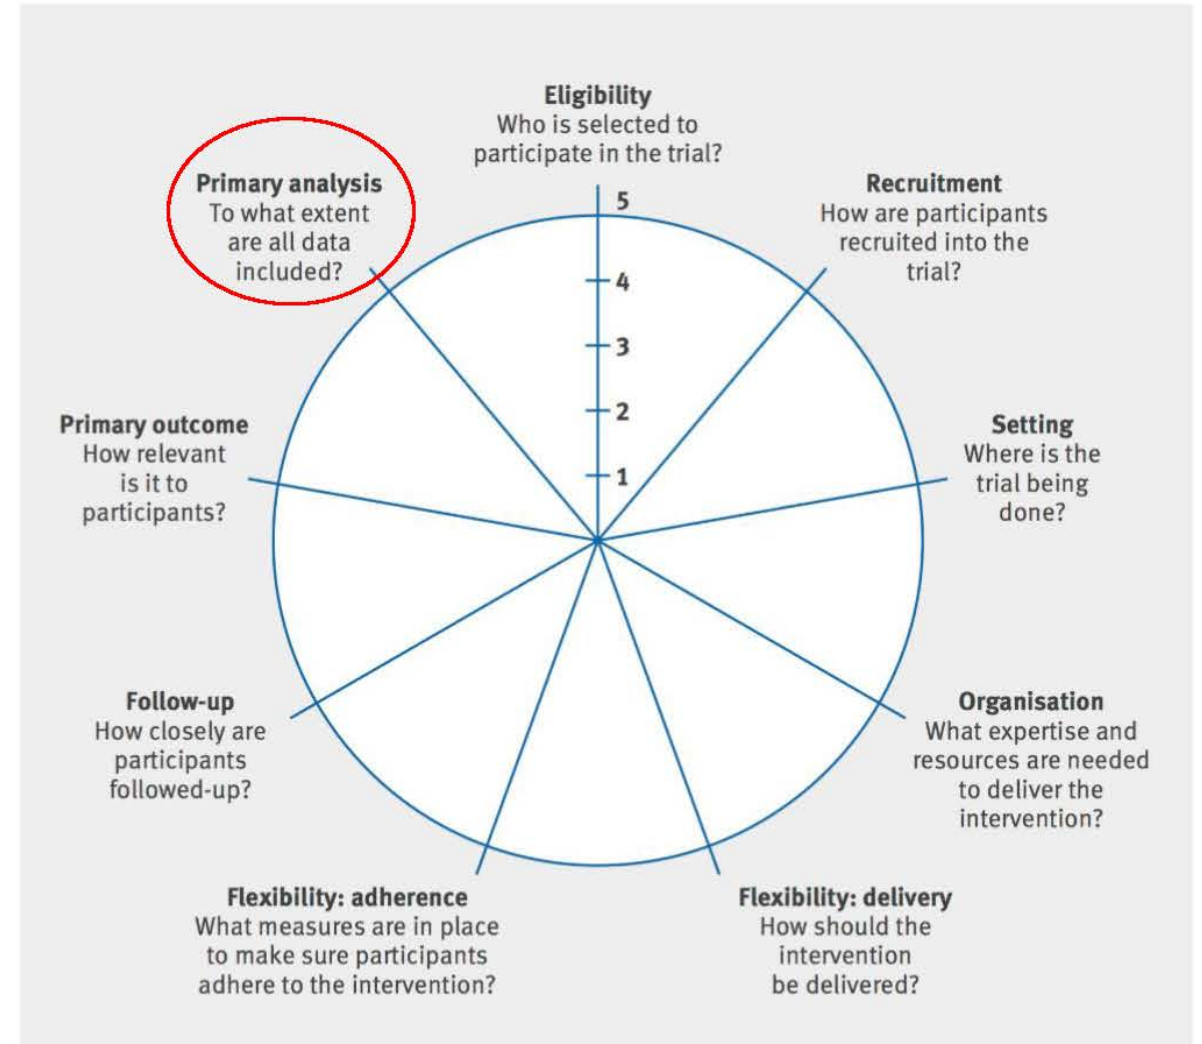 Eligibility
Who is selected to
participate in the trial?
Primary analysis
To what extent
are all data
included?
Recruitment
How are participants
recruited into the
trial?
5
4
3
2
1
Primary outcome
How relevant
is it to
participants?
Setting
Where is the
trial being
done?
Follow-up
How closely are
participants
followed-up?
Organisation
What expertise and
resources are needed
to deliver the
intervention?
Flexibility: adherence
What measures are in place
to make sure participants
adhere to the intervention?
Flexibility: delivery
How should the
intervention
be delivered?